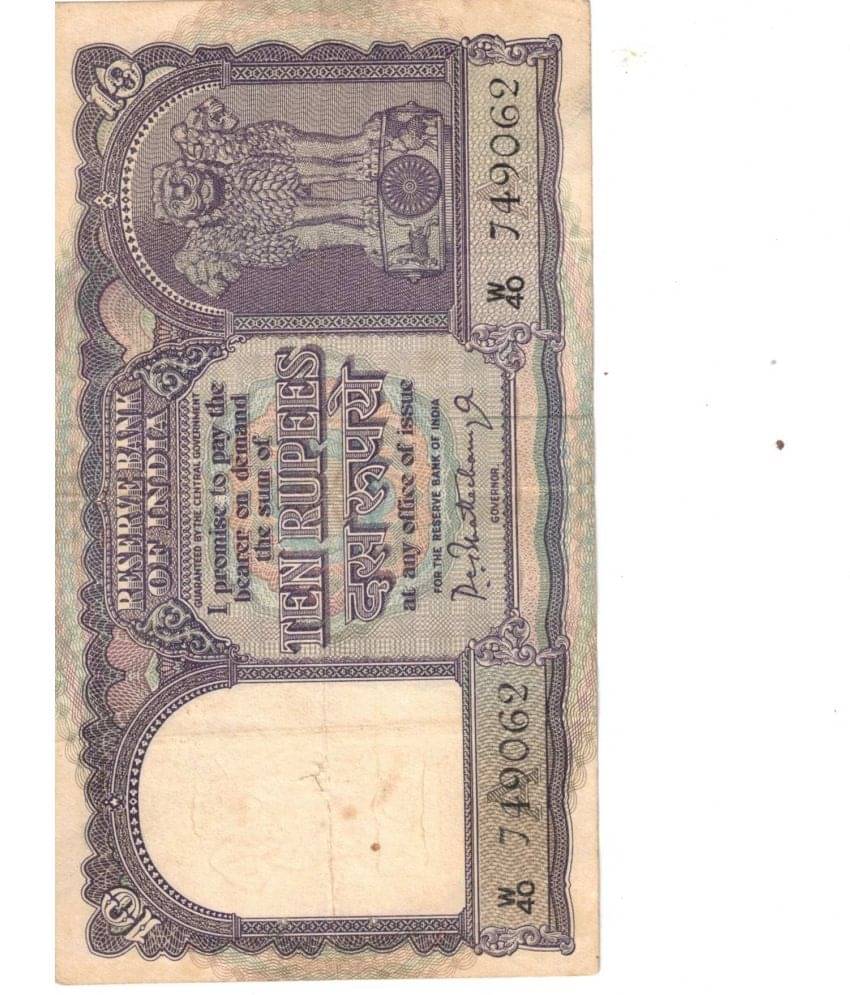 10 RESERVE BANK 10
OF INDIA
GUARANTEED BY THE CENTRAL GOVERNMENT
I promise to pay the
bearer on demand
the sum of
TEN RUPEES
दस रूपये
at any office of issue
FOR THE RESERVE BANK OF INDIA
P. C. Bhattacharyya
GOVERNOR.
W/40 749062
W/40 749062